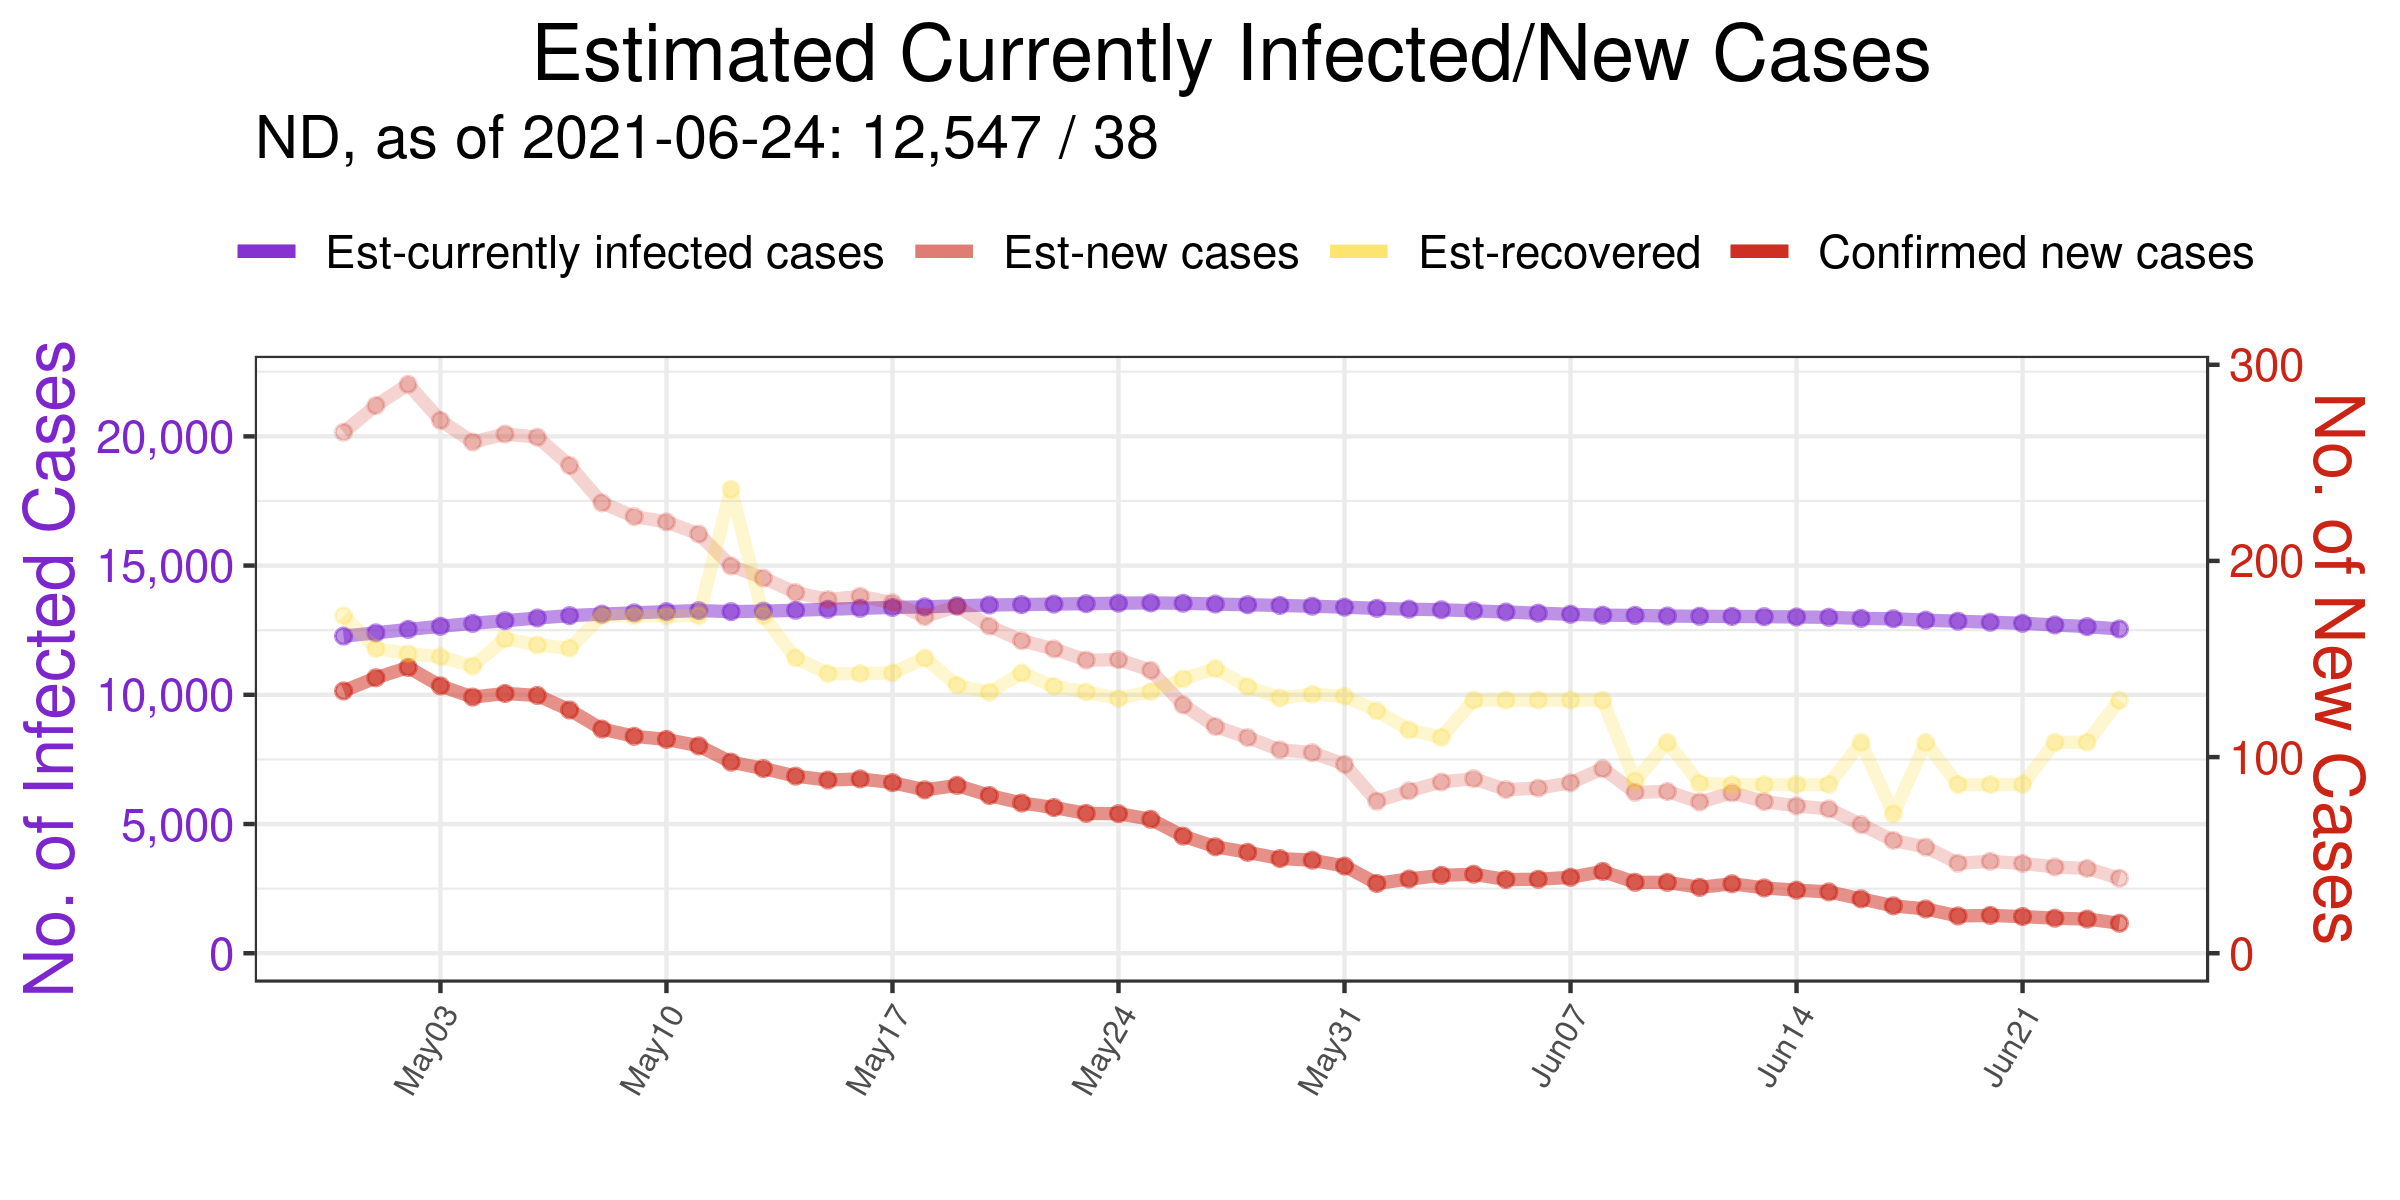 Estimated Currently Infected/New Cases
ND, as of 2021-06-24: 12,547 / 38
Est-currently infected cases Est-new cases Est-recovered Confirmed new cases
No. of Infected Cases
20,000
15,000
10,000
5,000
0
300
200
100
0
No. of New Cases
May03 May10 May17 May24 May31 Jun07 Jun14 Jun21